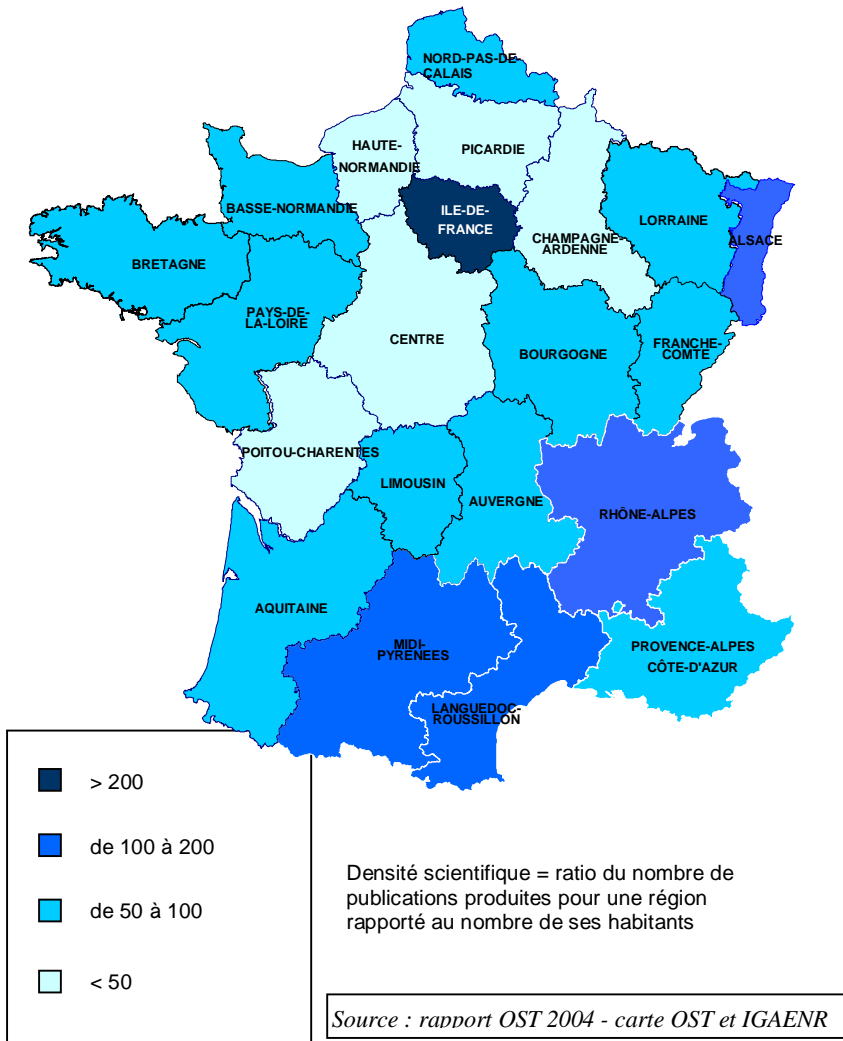 NORD-PAS-DE-
CALAIS
HAUTE-
NORMANDIE
PICARDIE
BASSE-NORMANDIE
ILE-DE-
FRANCE
CHAMPAGNE
ARDENNE
LORRAINE
ALSACE
BRETAGNE
PAYS-DE-
LA-LOIRE
CENTRE
BOURGOGNE
FRANCHE-
COMTE
POITOU-CHARENTES
LIMOUSIN
AUVERGNE
RHÔNE-ALPES
AQUITAINE
MIDI-
PYRENEES
PROVENCE-ALPES
CÔTE-D'AZUR
LANGUEDOC-
ROUSSILLON
> 200
de 100 à 200
de 50 à 100
< 50
Densité scientifique = ratio du nombre de
publications produites pour une région
rapporté au nombre de ses habitants
Source : rapport OST 2004 - carte OST et IGAENR